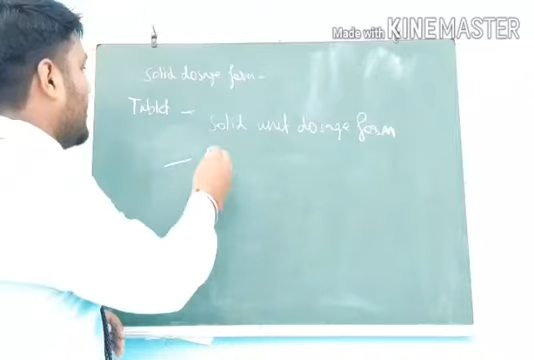 Made with KINEMASTER
Solid dosage form -
Tablet - Solid unit dosage form
-